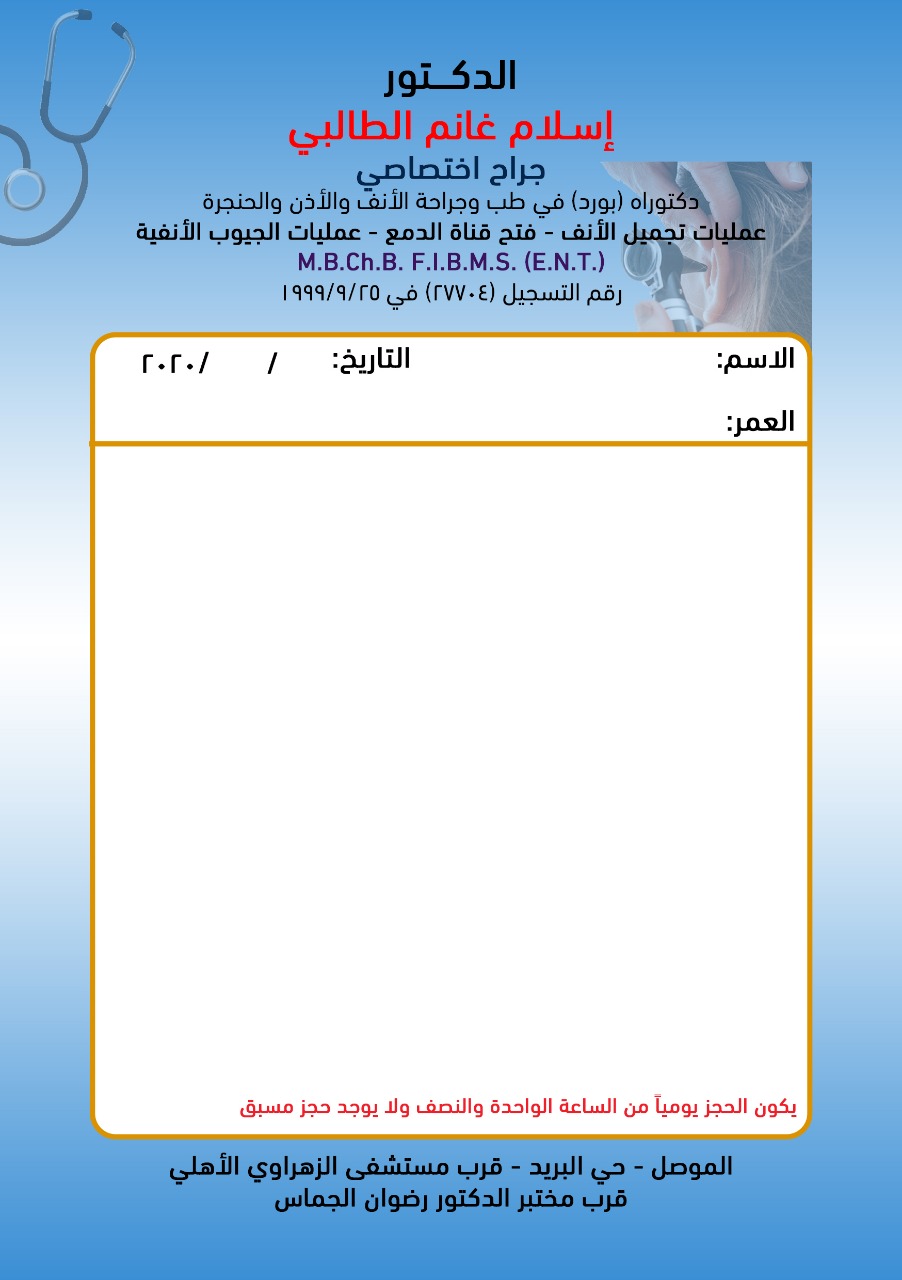 الدكـــتور
إسـلام غانم الطالبي
جراح اختصاصي
دكتوراه (بورد) في طب وجراحة الأنف والأذن والحنجرة
عمليات تجميل الأنف - فتح قناة الدمع - عمليات الجيوب الأنفية
M.B.Ch.B. F.I.B.M.S. (E.N.T.)
رقم التسجيل (٢٧٧٠٤) في ١٩٩٩/٩/٢٥
الاسم: التاريخ: / /٢٠٢٠
العمر:
يكون الحجز يومياً من الساعة الواحدة والنصف ولا يوجد حجز مسبق
الموصل - حي البريد - قرب مستشفى الزهراوي الأهلي
قرب مختبر الدكتور رضوان الجماس